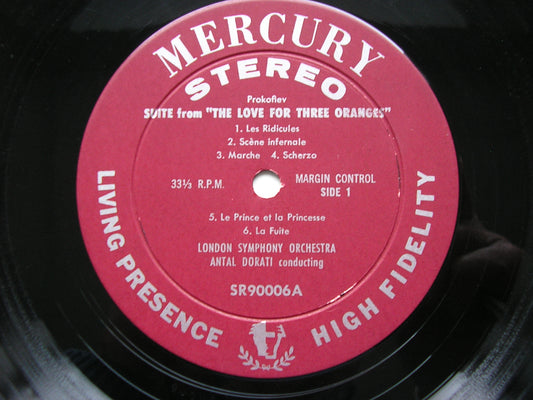 MERCURY
STEREO
Prokofiev
SUITE from "THE LOVE FOR THREE ORANGES"
1. Les Ridicules
2. Scène infernale
3. Marche 4. Scherzo
33⅓ R.P.M.
MARGIN CONTROL
SIDE 1
5. Le Prince et la Princesse
6. La Fuite
LONDON SYMPHONY ORCHESTRA
ANTAL DORATI conducting
SR90006A
LIVING PRESENCE
HIGH FIDELITY